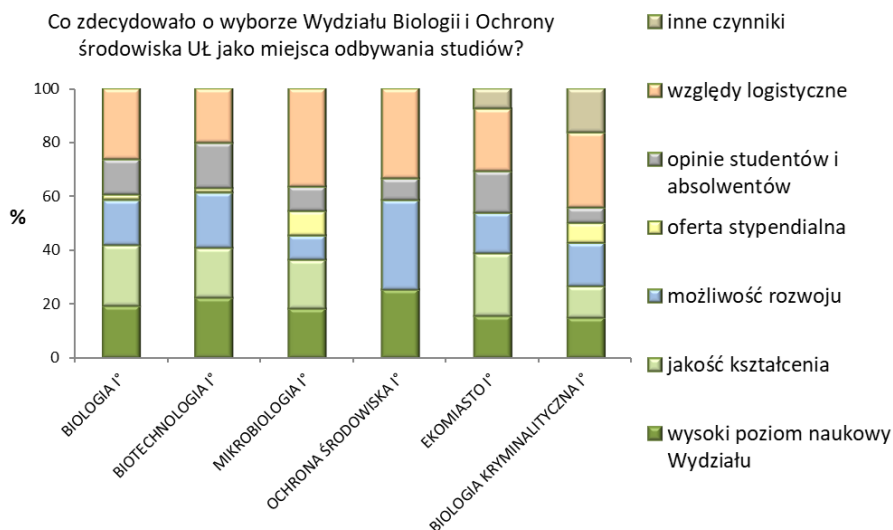 Co zdecydowało o wyborze Wydziału Biologii i Ochrony
środowiska UŁ jako miejsca odbywania studiów?
100
80
60
40
20
0
%
BIOLOGIA I°
BIOTECHNOLOGIA I°
MIKROBIOLOGIA I°
OCHRONA ŚRODOWISKA I°
EKOMIASTO I°
BIOLOGIA KRYMINALITYCZNA I°
inne czynniki
względy logistyczne
opinie studentów i
absolwentów
oferta stypendialna
możliwość rozwoju
jakość kształcenia
wysoki poziom naukowy
Wydziału